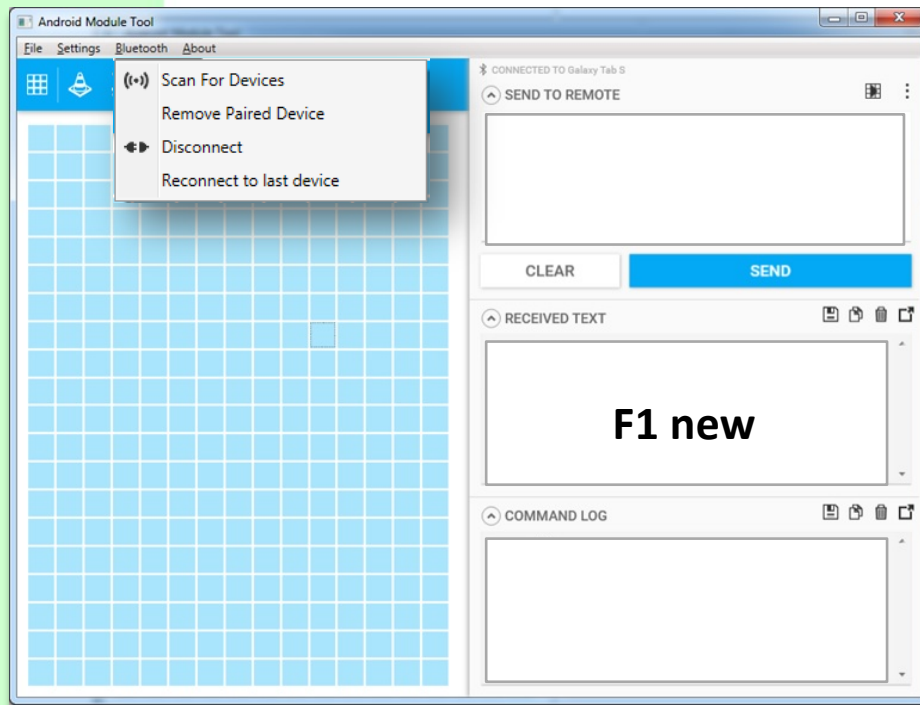 Android Module Tool
File Settings Bluetooth About
Scan For Devices
Remove Paired Device
Disconnect
Reconnect to last device
CONNECTED TO Galaxy Tab S
SEND TO REMOTE
CLEAR SEND
RECEIVED TEXT
F1 new
COMMAND LOG